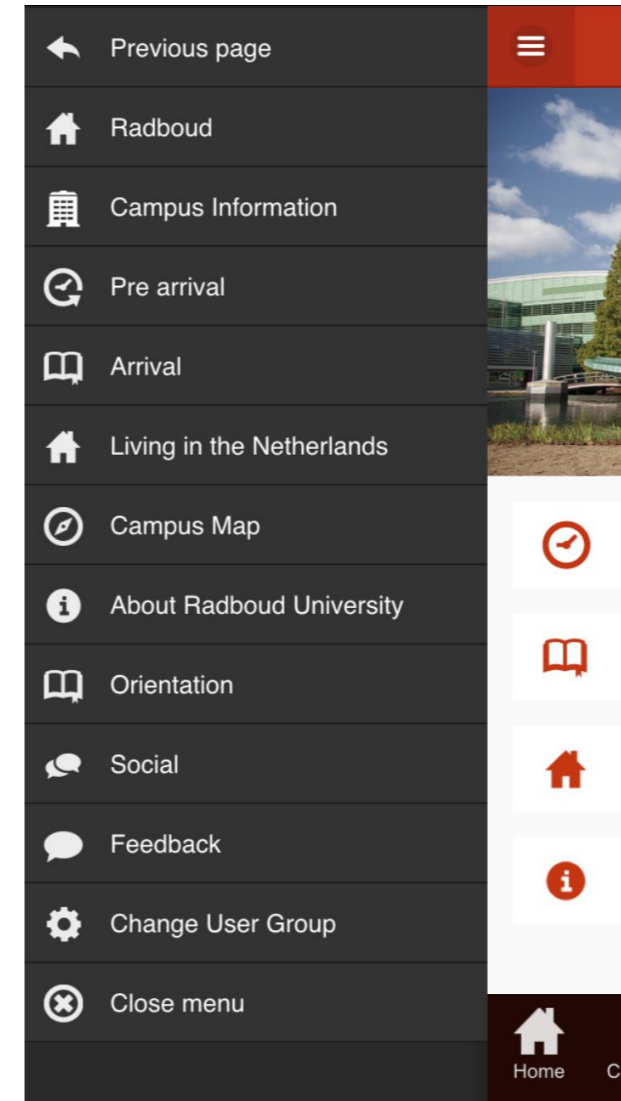 Previous page
Radboud
Campus Information
Pre arrival
Arrival
Living in the Netherlands
Campus Map
About Radboud University
Orientation
Social
Feedback
Change User Group
Close menu
Home